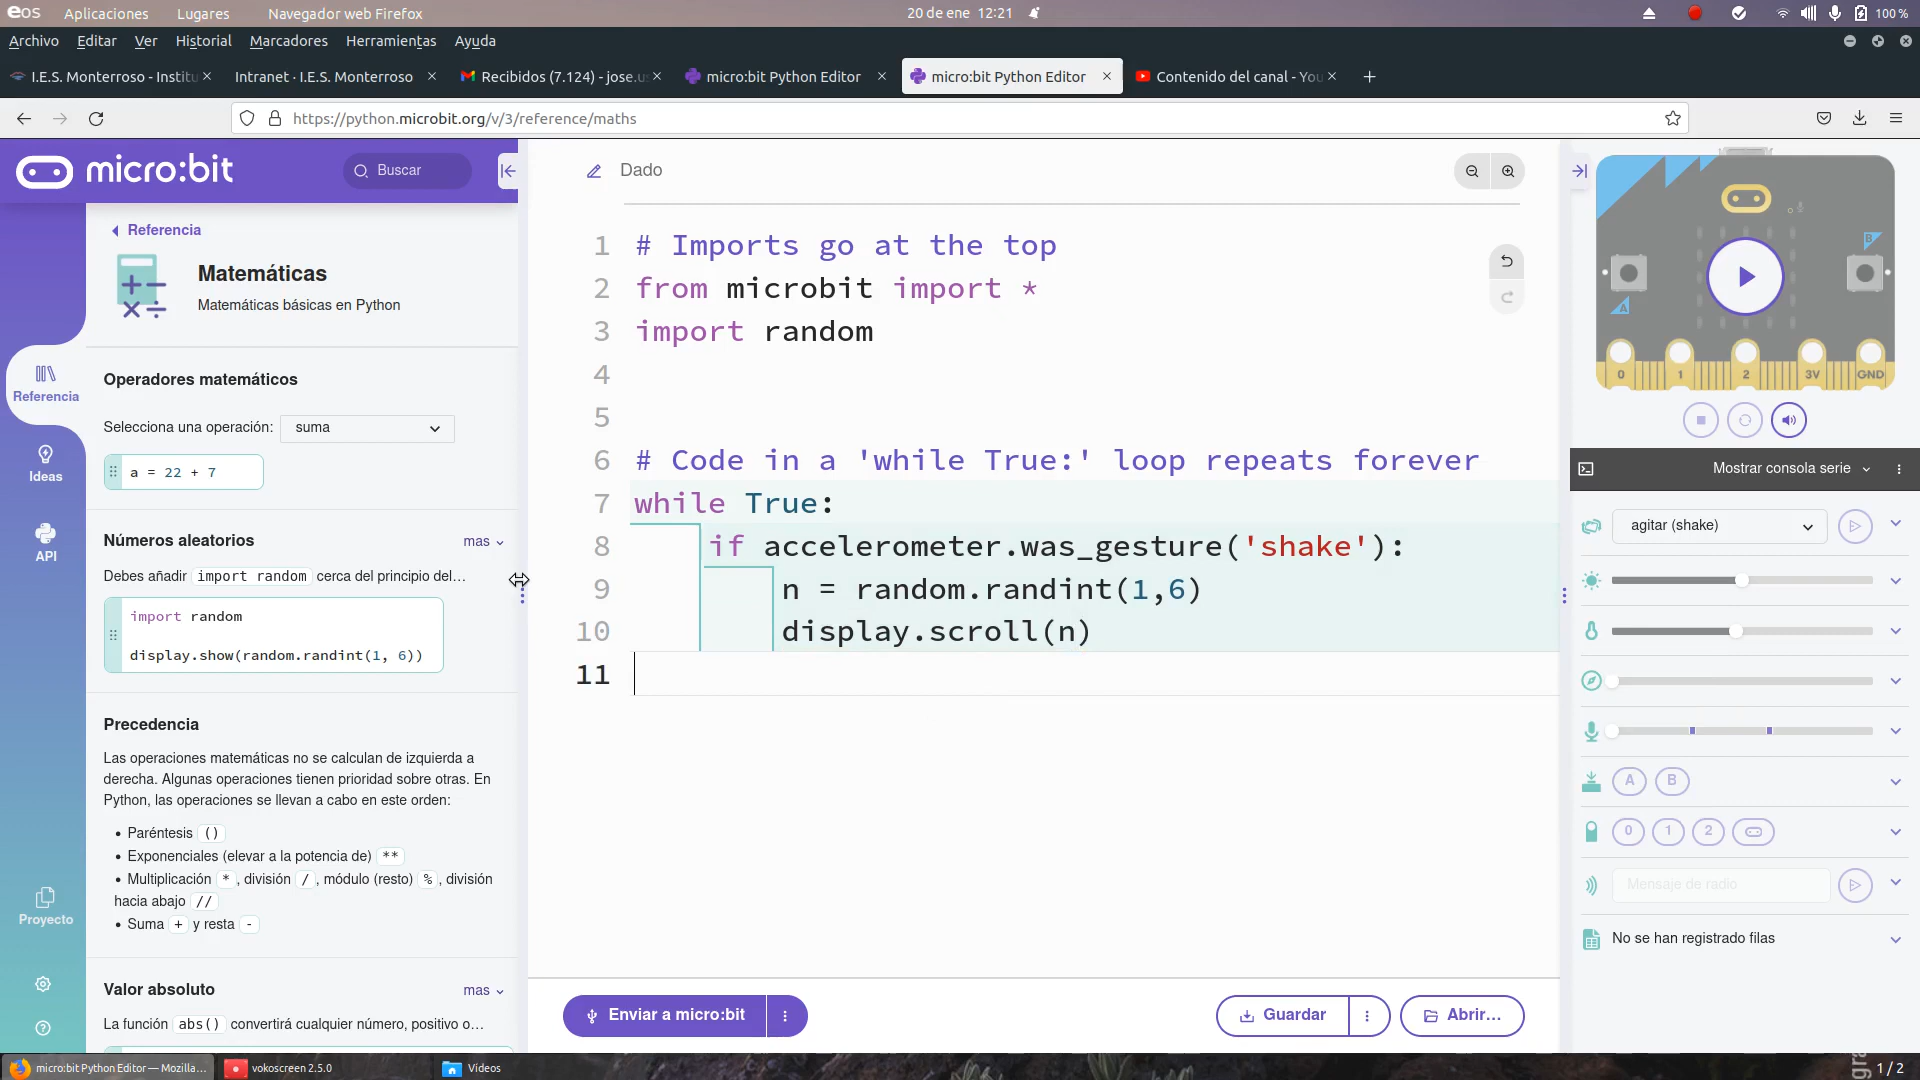 eos Aplicaciones Lugares Navegador web Firefox 20 de ene 12:21 100 %
Archivo Editar Ver Historial Marcadores Herramientas Ayuda
I.E.S. Monterroso - Institu Intranet · I.E.S. Monterroso Recibidos (7.124) - jose.us micro:bit Python Editor micro:bit Python Editor Contenido del canal - You
https://python.microbit.org/v/3/reference/maths
micro:bit
Buscar
Dado
Referencia
Matemáticas
Matemáticas básicas en Python
Referencia
Ideas
API
Proyecto
Operadores matemáticos
Selecciona una operación: suma
a = 22 + 7
Números aleatorios mas
Debes añadir import random cerca del principio del...
import random
display.show(random.randint(1, 6))
Precedencia
Las operaciones matemáticas no se calculan de izquierda a
derecha. Algunas operaciones tienen prioridad sobre otras. En
Python, las operaciones se llevan a cabo en este orden:
• Paréntesis ()
• Exponenciales (elevar a la potencia de) **
• Multiplicación *, división /, módulo (resto) %, división
hacia abajo //
• Suma + y resta -
Valor absoluto mas
La función abs() convertirá cualquier número, positivo o...
1 # Imports go at the top
2 from microbit import *
3 import random
4
5
6 # Code in a 'while True:' loop repeats forever
7 while True:
8 if accelerometer.was_gesture('shake'):
9 n = random.randint(1,6)
10 display.scroll(n)
11
Enviar a micro:bit
Guardar
Abrir...
B
A
0 1 2 3V GND
Mostrar consola serie
agitar (shake)
A B
0 1 2
Mensaje de radio
No se han registrado filas
micro:bit Python Editor — Mozilla... vokoscreen 2.5.0 Vídeos 1 / 2